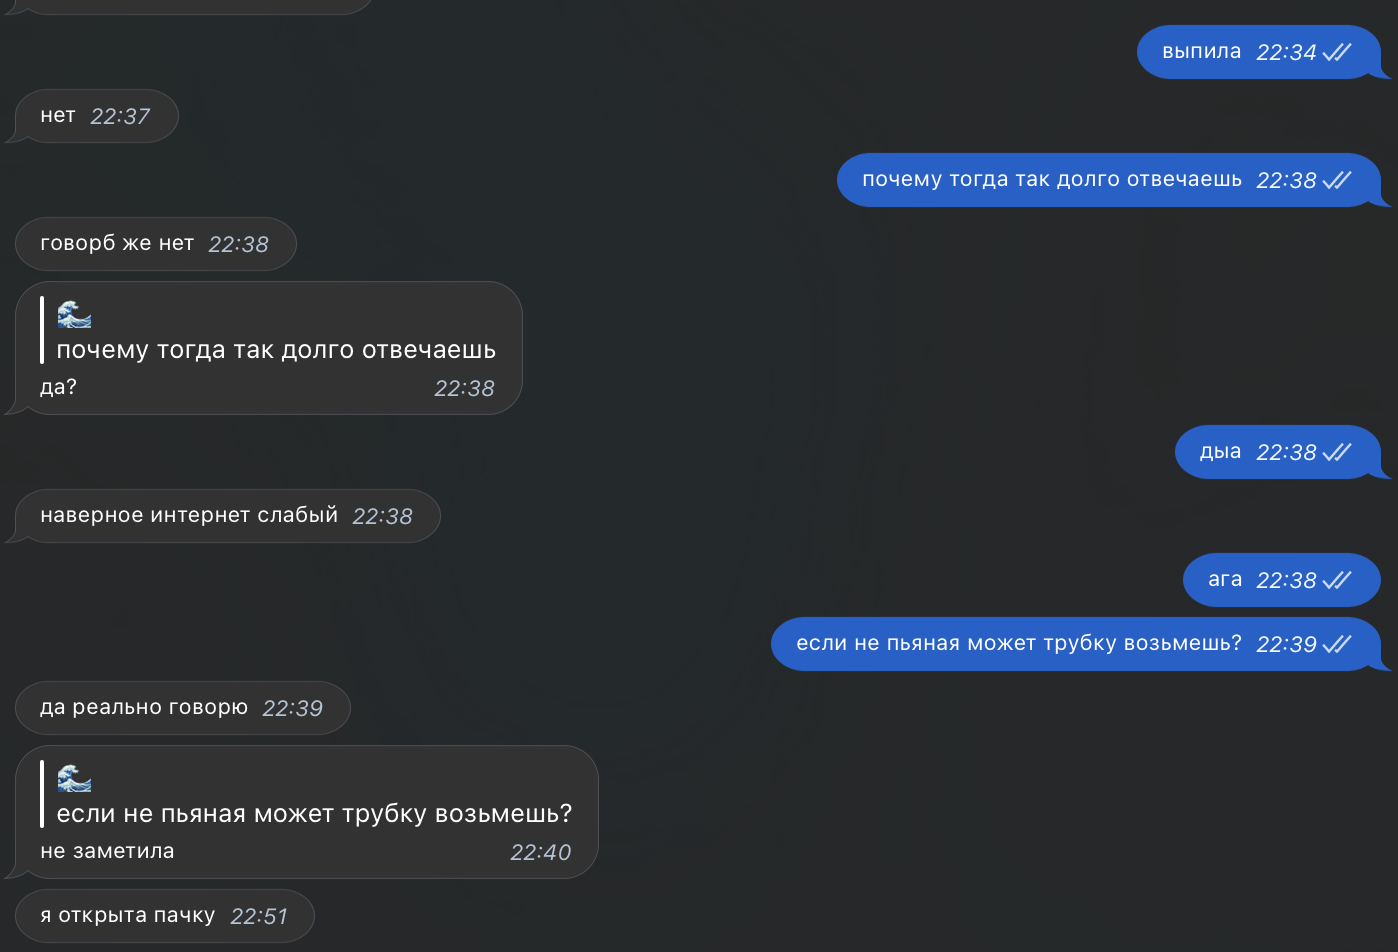 выпила 22:34
нет 22:37
почему тогда так долго отвечаешь 22:38
говорб же нет 22:38
🌊
почему тогда так долго отвечаешь
да? 22:38
дыа 22:38
наверное интернет слабый 22:38
ага 22:38
если не пьяная может трубку возьмешь? 22:39
да реально говорю 22:39
🌊
если не пьяная может трубку возьмешь?
не заметила 22:40
я открыта пачку 22:51